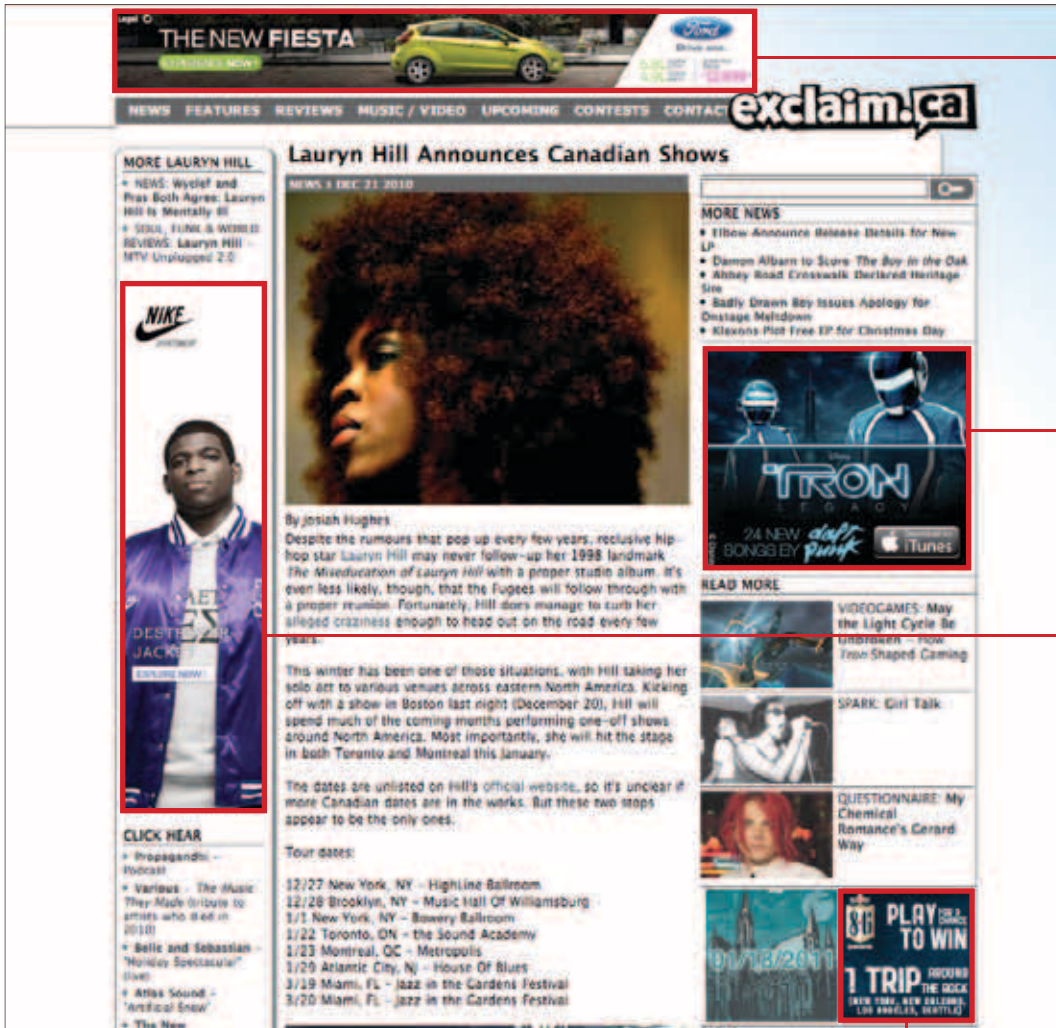 Legal
THE NEW FIESTA
EXPERIENCE NOW
Ford
Drive one.
NEWS FEATURES REVIEWS MUSIC / VIDEO UPCOMING CONTESTS CONTACT
exclaim.ca
MORE LAURYN HILL
• NEWS: Wyclef and
Pras Both Agree: Lauryn
Hill Is Mentally Ill
• SOUL, FUNK & WORLD
REVIEWS: Lauryn Hill -
MTV Unplugged 2.0
NIKE
SPORTSWEAR
DESTROYER
JACKET
EXPLORE NOW
CLICK HEAR
• Propagandhi -
Podcast
• Various - The Music
They Made (tribute to
artists who died in
2010)
• Belle and Sebastian -
"Holiday Spectacular"
(live)
• Atlas Sound -
"Artificial Snow"
• The New
Lauryn Hill Announces Canadian Shows
NEWS • DEC 21 2010
By Josiah Hughes
Despite the rumours that pop up every few years, reclusive hip-
hop star Lauryn Hill may never follow-up her 1998 landmark
The Miseducation of Lauryn Hill with a proper studio album. It's
even less likely, though, that the Fugees will follow through with
a proper reunion. Fortunately, Hill does manage to curb her
alleged craziness enough to head out on the road every few
years.
This winter has been one of those situations, with Hill taking her
solo act to various venues across eastern North America. Kicking
off with a show in Boston last night (December 20), Hill will
spend much of the coming months performing one-off shows
around North America. Most importantly, she will hit the stage
in both Toronto and Montreal this January.
The dates are unlisted on Hill's official website, so it's unclear if
more Canadian dates are in the works. But these two stops
appear to be the only ones.
Tour dates:
12/27 New York, NY - HighLine Ballroom
12/28 Brooklyn, NY - Music Hall Of Williamsburg
1/1 New York, NY - Bowery Ballroom
1/22 Toronto, ON - the Sound Academy
1/23 Montreal, QC - Metropolis
1/29 Atlantic City, NJ - House Of Blues
3/19 Miami, FL - Jazz in the Gardens Festival
3/20 Miami, FL - Jazz in the Gardens Festival
MORE NEWS
• Elbow Announce Release Details for New
LP
• Damon Albarn to Score The Boy in the Oak
• Abbey Road Crosswalk Declared Heritage
Site
• Badly Drawn Boy Issues Apology for
Onstage Meltdown
• Klaxons Plot Free EP for Christmas Day
Disney
TRON
LEGACY
24 NEW
SONGS BY daft punk
iTunes
READ MORE
VIDEOGAMES: May
the Light Cycle Be
Unbroken - How
Tron Shaped Gaming
SPARK: Girl Talk
QUESTIONNAIRE: My
Chemical
Romance's Gerard
Way
01/18/2011
PLAY FOR A CHANCE
TO WIN
1 TRIP AROUND
THE ROCK
(NEW YORK, NEW ORLEANS,
LOS ANGELES, SEATTLE)